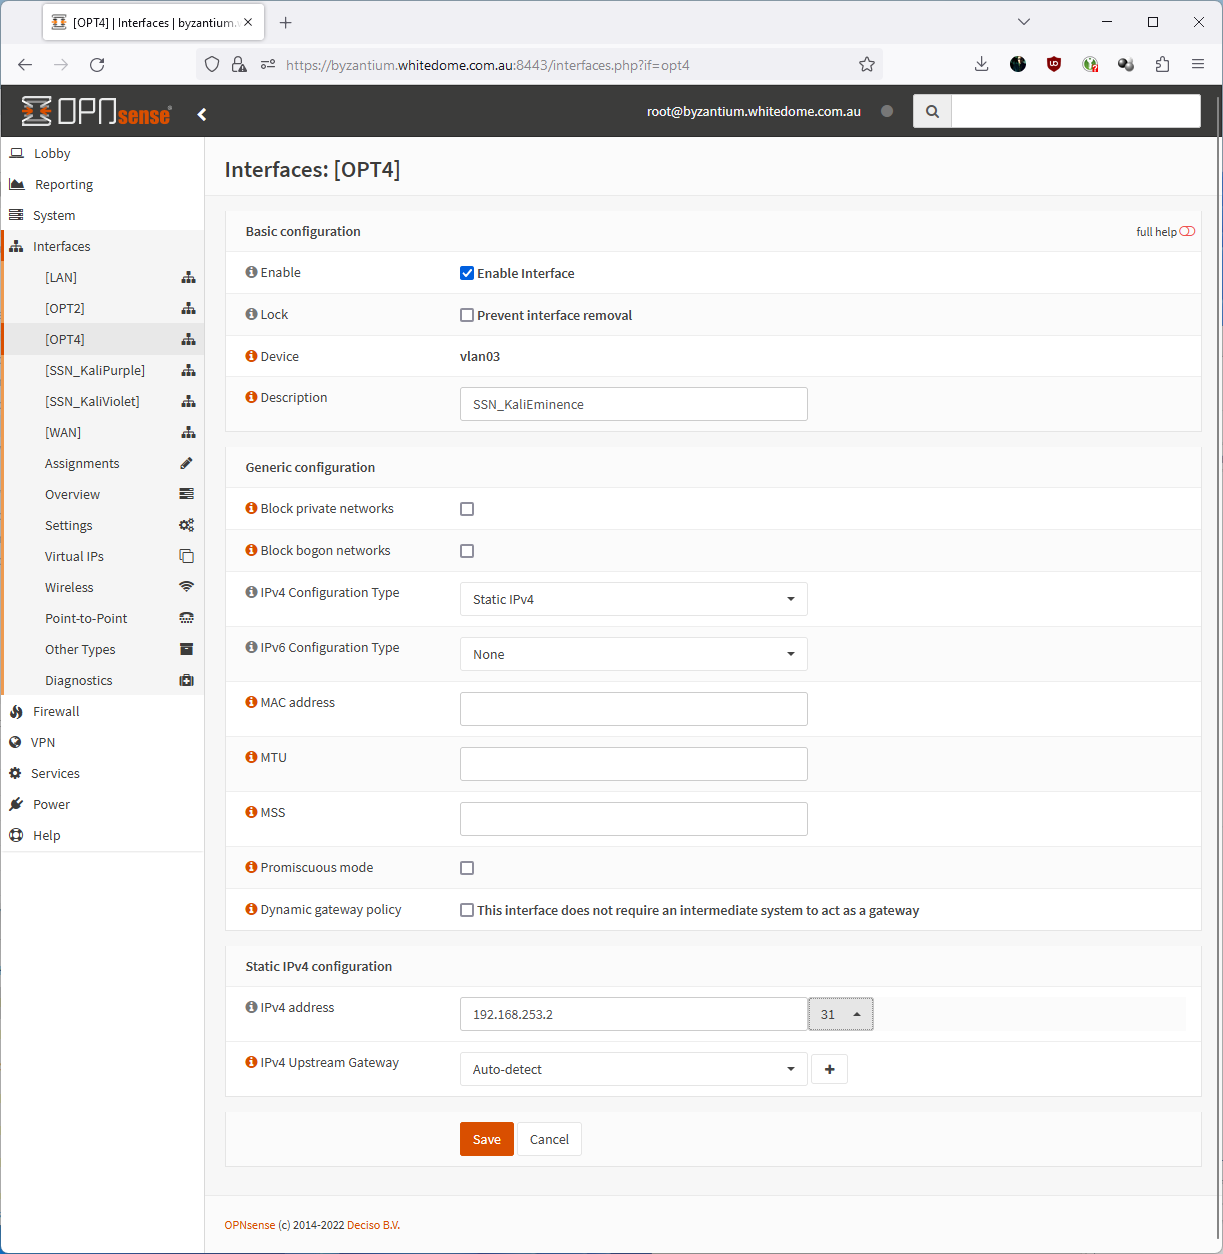 [OPT4] | Interfaces | byzantium.
https://byzantium.whitedome.com.au:8443/interfaces.php?if=opt4
OPNsense
root@byzantium.whitedome.com.au
Lobby
Reporting
System
Interfaces
[LAN]
[OPT2]
[OPT4]
[SSN_KaliPurple]
[SSN_KaliViolet]
[WAN]
Assignments
Overview
Settings
Virtual IPs
Wireless
Point-to-Point
Other Types
Diagnostics
Firewall
VPN
Services
Power
Help
Interfaces: [OPT4]
Basic configuration full help
Enable Enable Interface
Lock Prevent interface removal
Device vlan03
Description SSN_KaliEminence
Generic configuration
Block private networks
Block bogon networks
IPv4 Configuration Type Static IPv4
IPv6 Configuration Type None
MAC address
MTU
MSS
Promiscuous mode
Dynamic gateway policy This interface does not require an intermediate system to act as a gateway
Static IPv4 configuration
IPv4 address 192.168.253.2 31
IPv4 Upstream Gateway Auto-detect
Save Cancel
OPNsense (c) 2014-2022 Deciso B.V.